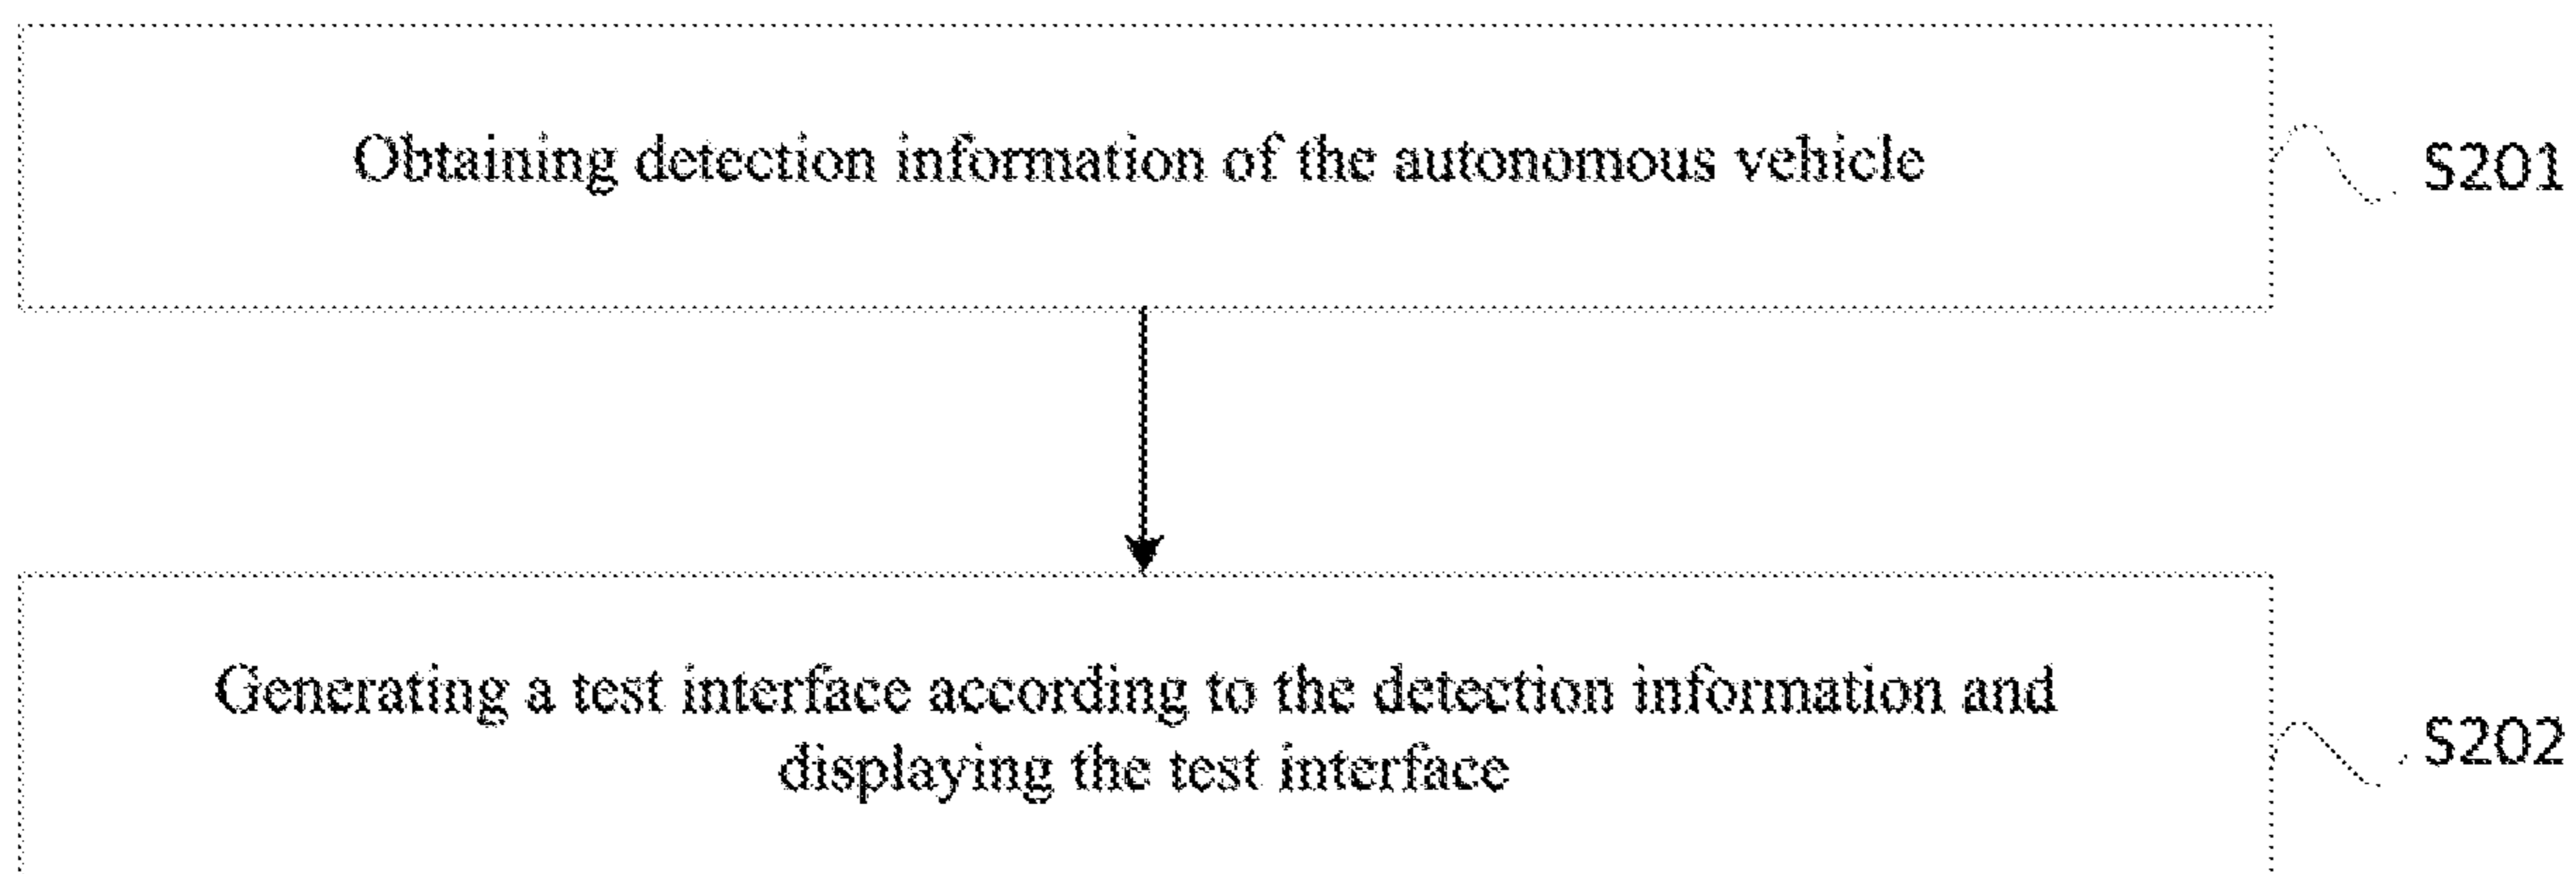 Obtaining detection information of the autonomous vehicle
S201
Generating a test interface according to the detection information and
displaying the test interface
S202